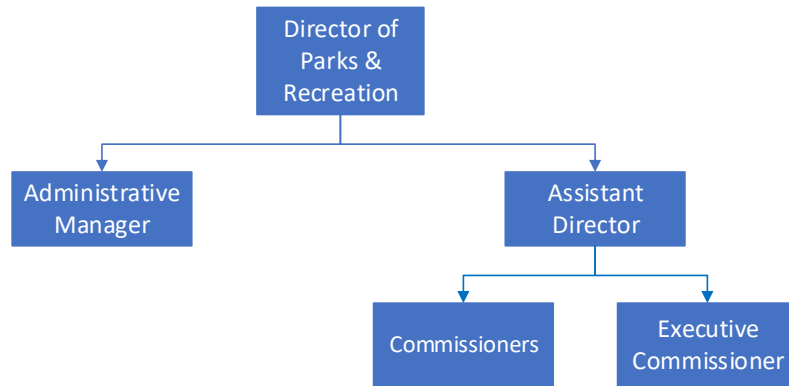 Director of
Parks &
Recreation
Administrative
Manager
Assistant
Director
Commissioners
Executive
Commissioner